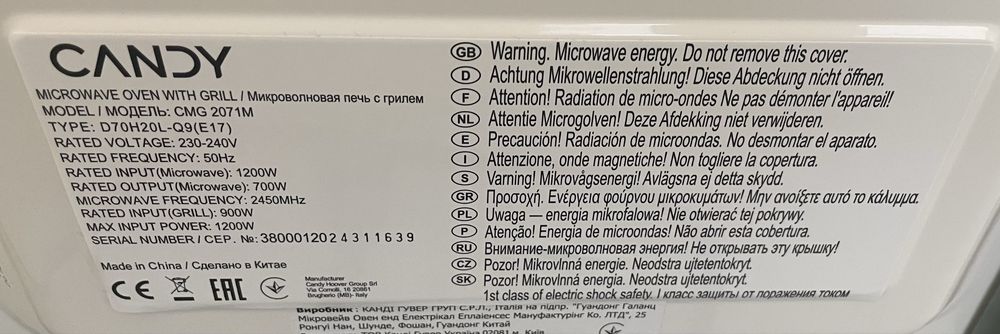 CANDY
MICROWAVE OVEN WITH GRILL / Микроволновая печь с грилем
MODEL / МОДЕЛЬ: CMG 2071M
TYPE: D70H20L-Q9(E17)
RATED VOLTAGE: 230-240V
RATED FREQUENCY: 50Hz
RATED INPUT(Microwave): 1200W
RATED OUTPUT(Microwave): 700W
MICROWAVE FREQUENCY: 2450MHz
RATED INPUT(GRILL): 900W
MAX INPUT POWER: 1200W
SERIAL NUMBER / СЕР. №: 3800012024311639
Made in China / Сделано в Китае
CE EAC
Manufacturer
Candy Hoover Group Srl
Via Comolli, 16 20861
Brugherio (MB)- Italy
GB Warning. Microwave energy. Do not remove this cover.
D Achtung Mikrowellenstrahlung! Diese Abdeckung nicht öffnen.
F Attention! Radiation de micro-ondes Ne pas démonter l'appareil!
NL Attentie Microgolven! Deze Afdekking niet verwijderen.
E Precaución! Radiación de microondas. No desmontar el aparato.
I Attenzione, onde magnetiche! Non togliere la copertura.
S Varning! Mikrovågsenergi! Avlägsna ej detta skydd.
GR Προσοχή. Ενέργεια φούρνου μικροκυμάτων! Μην ανοίξετε αυτό το κάλυμμα.
PL Uwaga — energia mikrofalowa! Nie otwierać tej pokrywy.
P Atenção! Energia de microondas! Não abra esta cobertura.
RU Внимание-микроволновая энергия! Не открывать эту крышку!
CZ Pozor! Mikrovlnná energie. Neodstra ujtetentokryt.
SK Pozor! Mikrovlnná energie. Neodstra ujtetentokryt.
1st class of electric shock safety. I класс защиты от поражения током
Виробник : КАНДІ ГУВЕР ГРУП С.Р.Л., Італія на підпр. "Гуандонг Галанц
Мікровейв Овен енд Електрікал Еплаієнсес Мануфактурінг Ко. ЛТД", 25
Ронгуї Нан, Шунде, Фошан, Гуандонг Китай